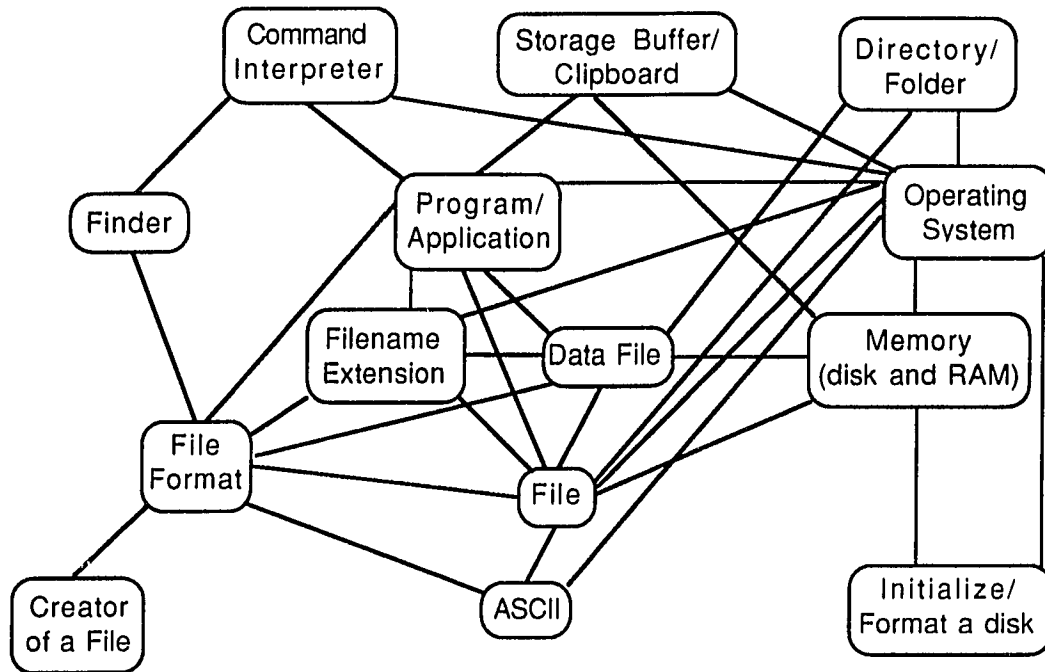 Command
Interpreter
Storage Buffer/
Clipboard
Directory/
Folder
Finder
Program/
Application
Operating
System
Filename
Extension
Data File
Memory
(disk and RAM)
File
Format
File
Creator
of a File
ASCII
Initialize/
Format a disk